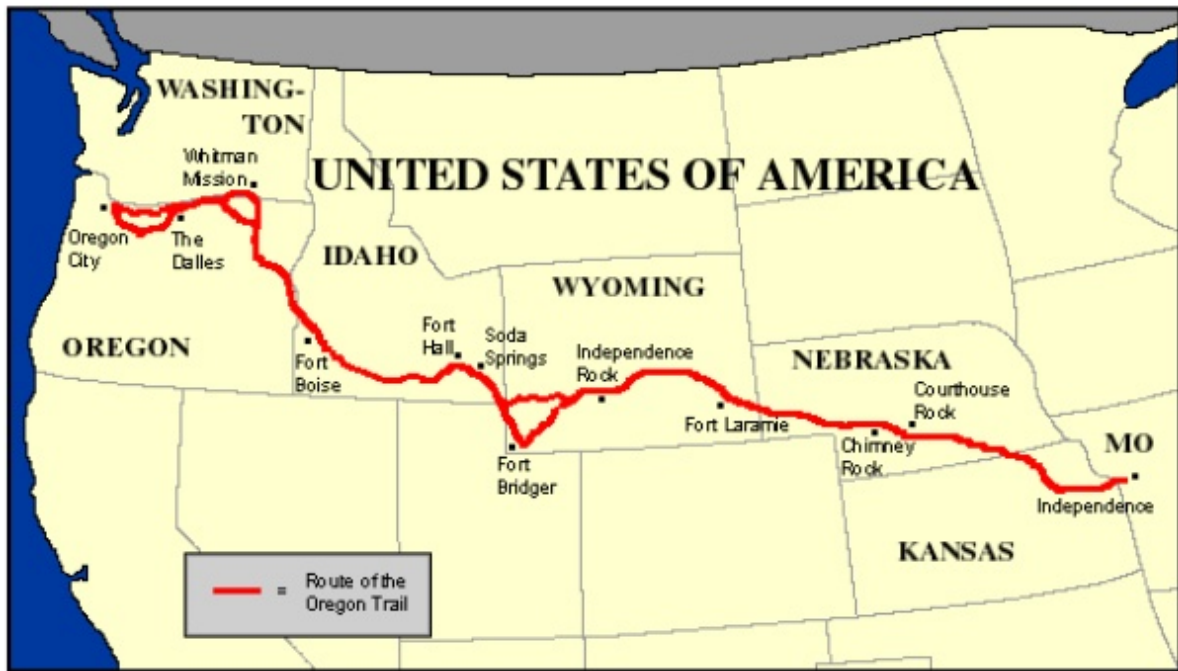 WASHING-
TON
Whitman
Mission
UNITED STATES OF AMERICA
Oregon
City
The
Dalles
IDAHO
WYOMING
OREGON
Fort
Hall
Soda
Springs
Independence
Rock
NEBRASKA
Courthouse
Rock
Fort
Boise
Fort Laramie
Chimney
Rock
MO
Fort
Bridger
Independence
KANSAS
Route of the
Oregon Trail